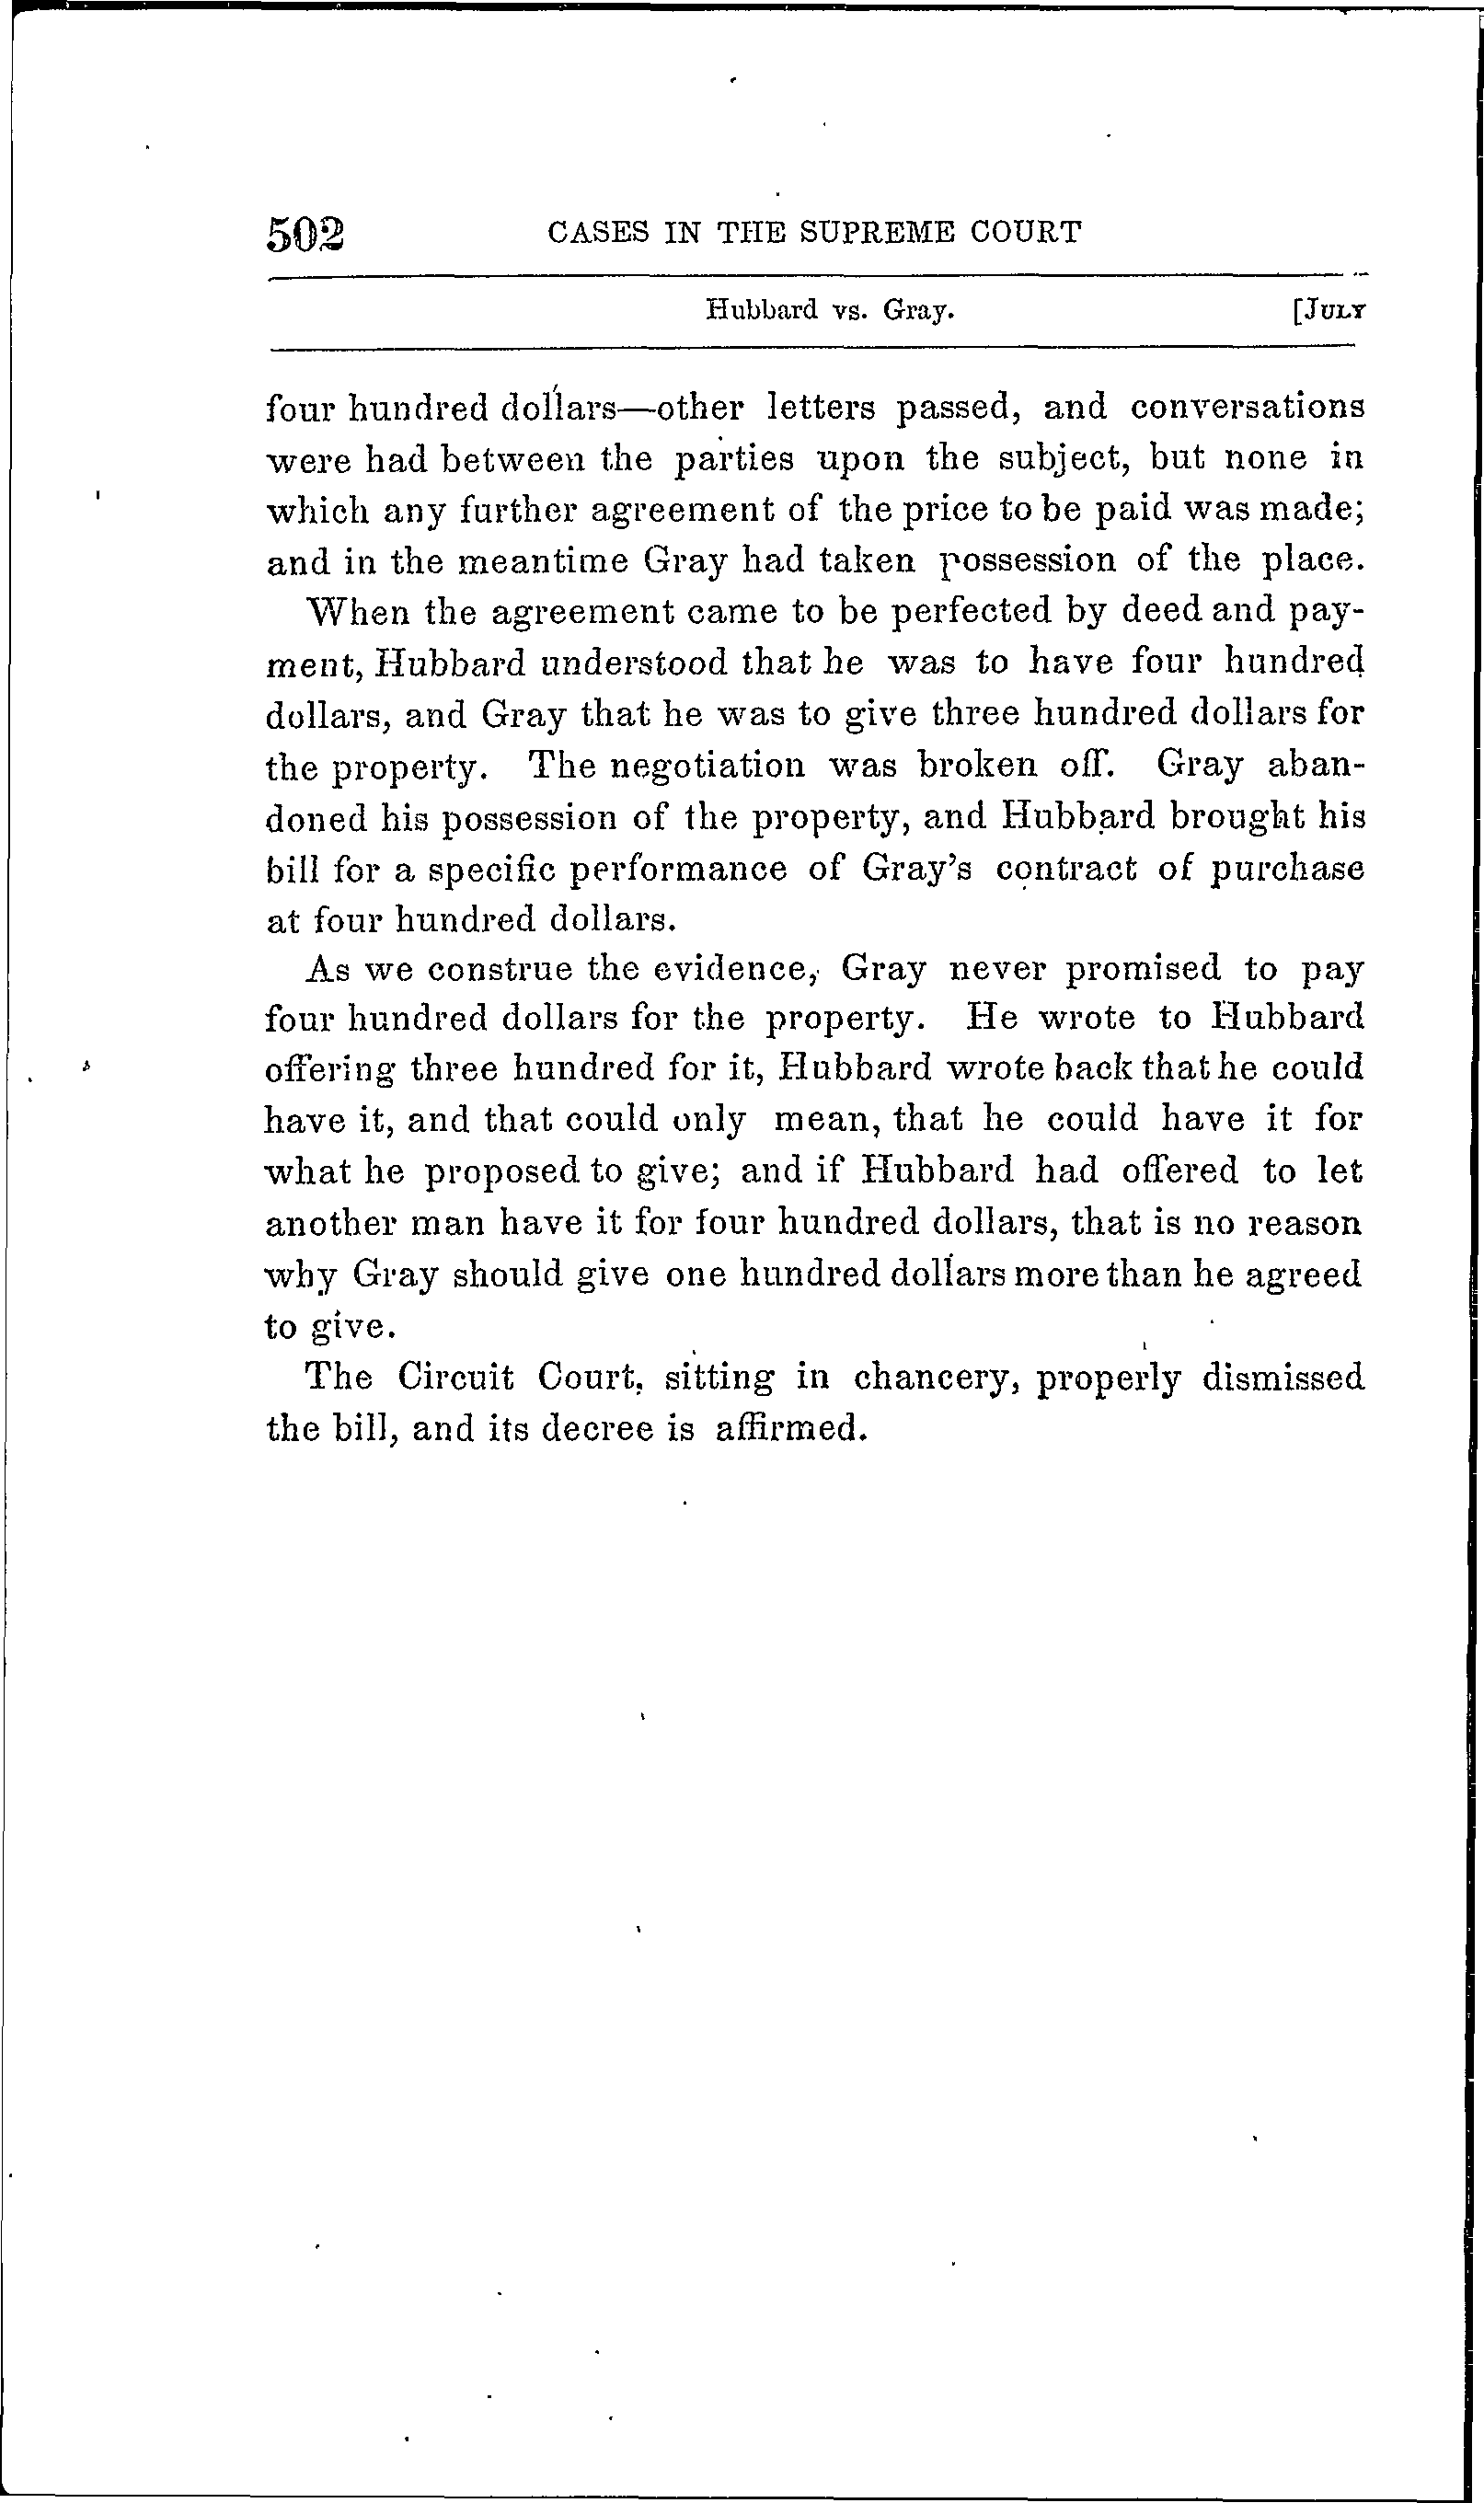 502 CASES IN THE SUPREME COURT
Hubbard vs. Gray. [JULY
four hundred dollars—other letters passed, and conversations
were had between the parties upon the subject, but none in
which any further agreement of the price to be paid was made;
and in the meantime Gray had taken possession of the place.
When the agreement came to be perfected by deed and pay-
ment, Hubbard understood that he was to have four hundred
dollars, and Gray that he was to give three hundred dollars for
the property. The negotiation was broken off. Gray aban-
doned his possession of the property, and Hubbard brought his
bill for a specific performance of Gray's contract of purchase
at four hundred dollars.
As we construe the evidence, Gray never promised to pay
four hundred dollars for the property. He wrote to Hubbard
offering three hundred for it, Hubbard wrote back that he could
have it, and that could only mean, that he could have it for
what he proposed to give; and if Hubbard had offered to let
another man have it for four hundred dollars, that is no reason
why Gray should give one hundred dollars more than he agreed
to give.
The Circuit Court, sitting in chancery, properly dismissed
the bill, and its decree is affirmed.